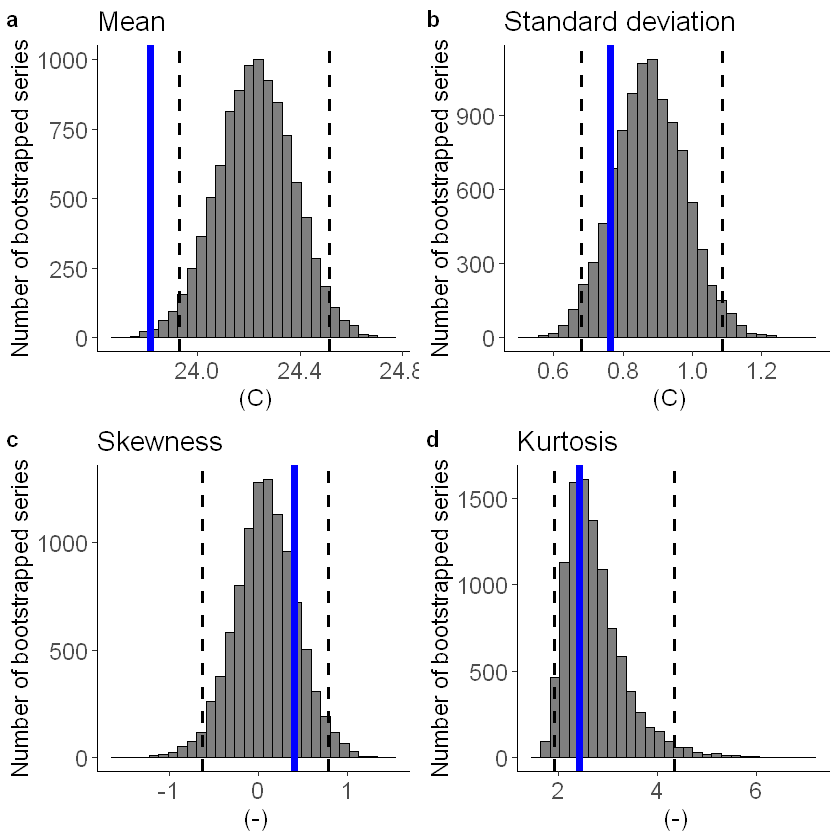 a Mean
Number of bootstrapped series
1000
750
500
250
0
24.0 24.4 24.8
(C)
b Standard deviation
Number of bootstrapped series
900
600
300
0
0.6 0.8 1.0 1.2
(C)
c Skewness
Number of bootstrapped series
1000
500
0
-1 0 1
(-)
d Kurtosis
Number of bootstrapped series
1500
1000
500
0
2 4 6
(-)